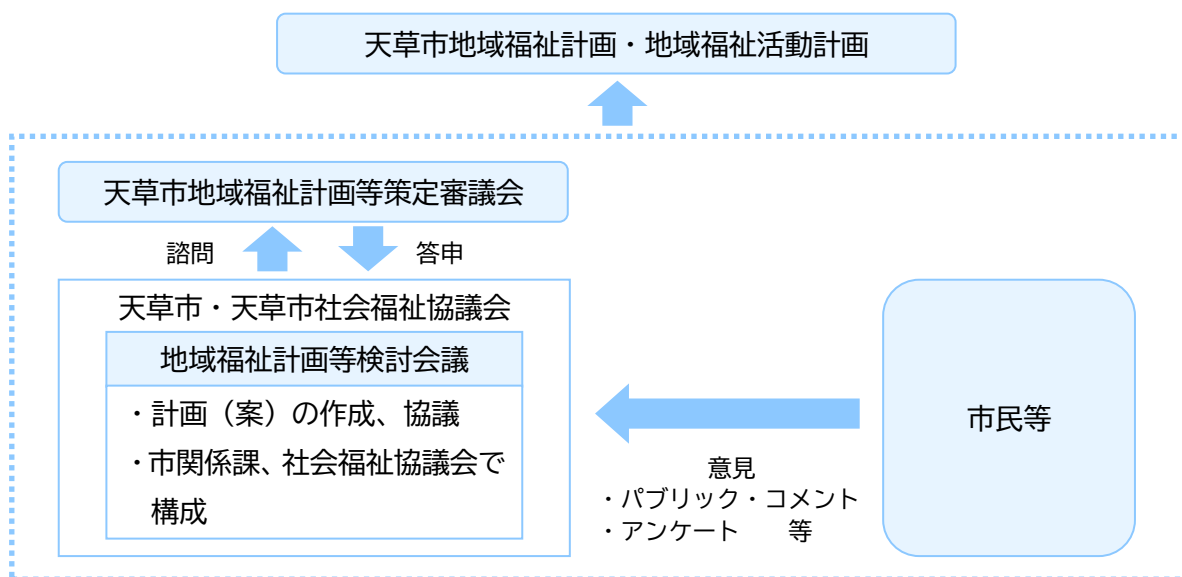 天草市地域福祉計画・地域福祉活動計画
天草市地域福祉計画等策定審議会
諮問
答申
天草市・天草市社会福祉協議会
地域福祉計画等検討会議
・計画（案）の作成、協議
・市関係課、社会福祉協議会で
構成
市民等
意見
・パブリック・コメント
・アンケート　　等